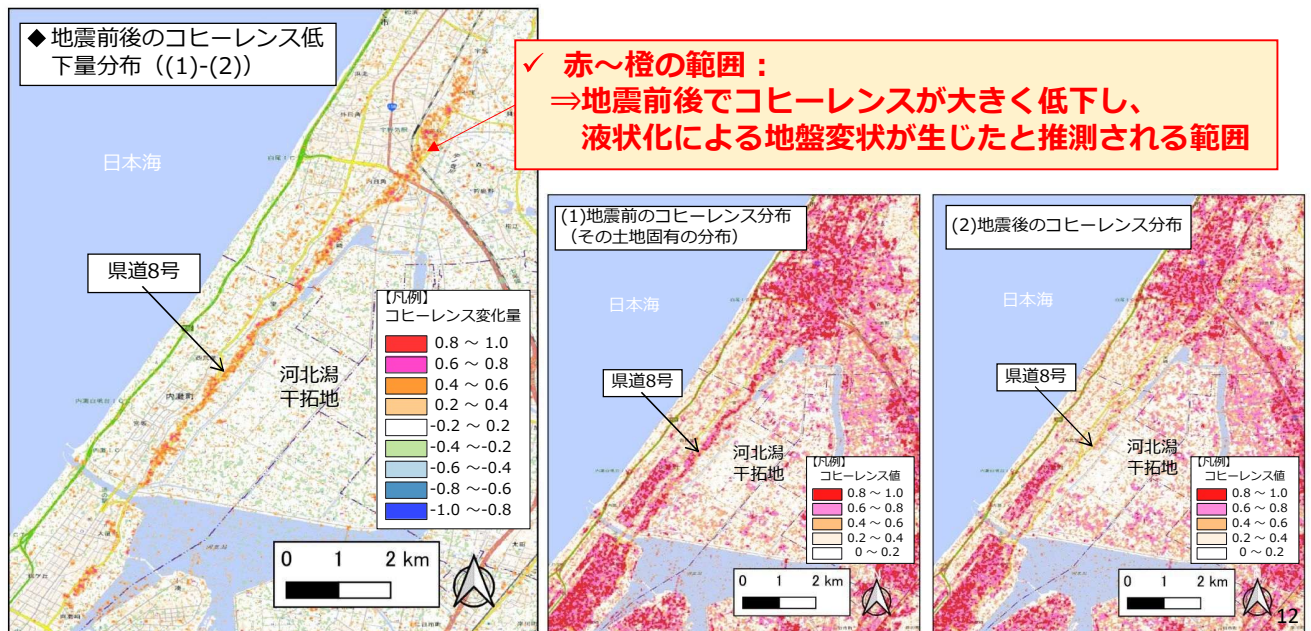 ◆ 地震前後のコヒーレンス低
下量分布（(1)-(2)）
✓ 赤～橙の範囲：
⇒地震前後でコヒーレンスが大きく低下し、
液状化による地盤変状が生じたと推測される範囲
日本海
県道8号
内灘町
河北潟
干拓地
【凡例】
コヒーレンス変化量
0.8 ～ 1.0
0.6 ～ 0.8
0.4 ～ 0.6
0.2 ～ 0.4
-0.2 ～ 0.2
-0.4 ～-0.2
-0.6 ～-0.4
-0.8 ～-0.6
-1.0 ～-0.8
0 1 2 km
(1)地震前のコヒーレンス分布
（その土地固有の分布）
日本海
県道8号
河北潟
干拓地
【凡例】
コヒーレンス値
0.8 ～ 1.0
0.6 ～ 0.8
0.4 ～ 0.6
0.2 ～ 0.4
0 ～ 0.2
0 1 2 km
(2)地震後のコヒーレンス分布
日本海
県道8号
河北潟
干拓地
【凡例】
コヒーレンス値
0.8 ～ 1.0
0.6 ～ 0.8
0.4 ～ 0.6
0.2 ～ 0.4
0 ～ 0.2
0 1 2 km
12